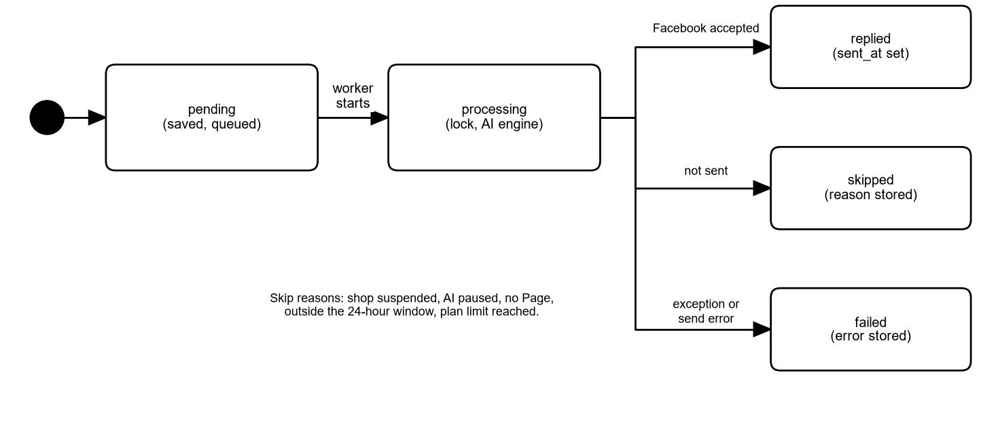 pending
(saved, queued)
worker
starts
processing
(lock, AI engine)
Facebook accepted
replied
(sent_at set)
not sent
skipped
(reason stored)
exception or
send error
failed
(error stored)
Skip reasons: shop suspended, AI paused, no Page,
outside the 24-hour window, plan limit reached.